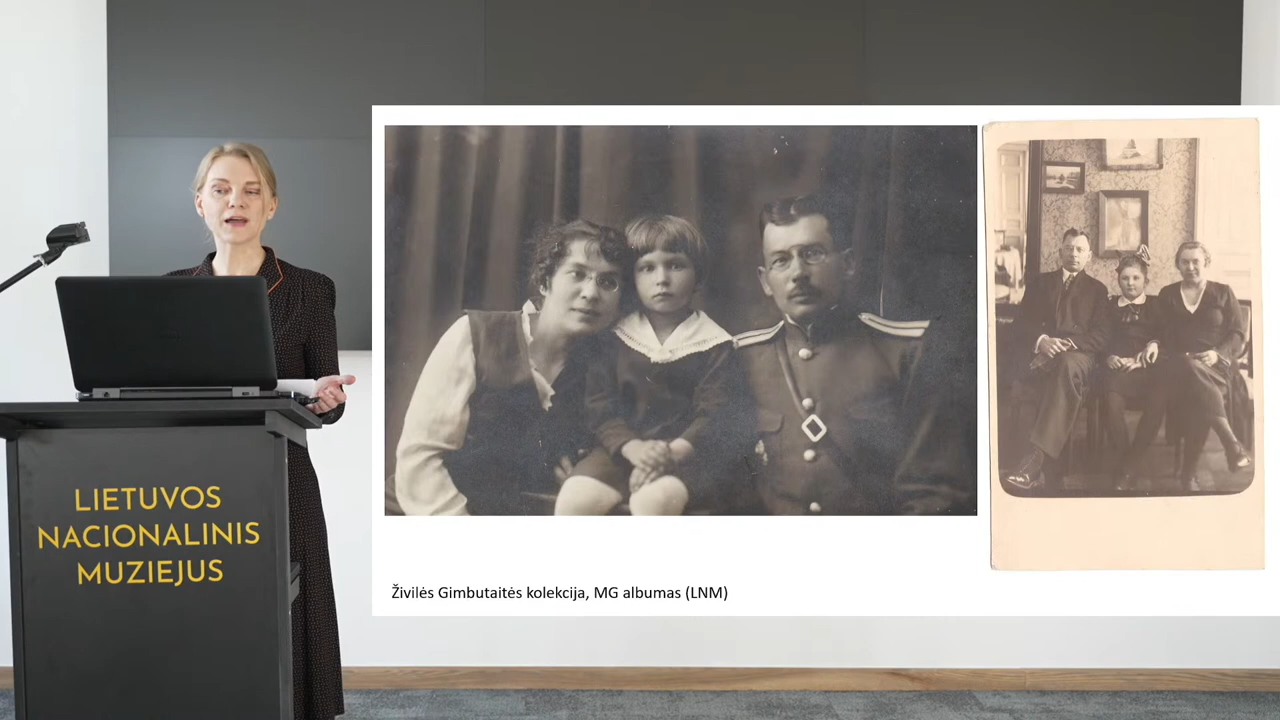 LIETUVOS
NACIONALINIS
MUZIEJUS
Živilės Gimbutaitės kolekcija, MG albumas (LNM)